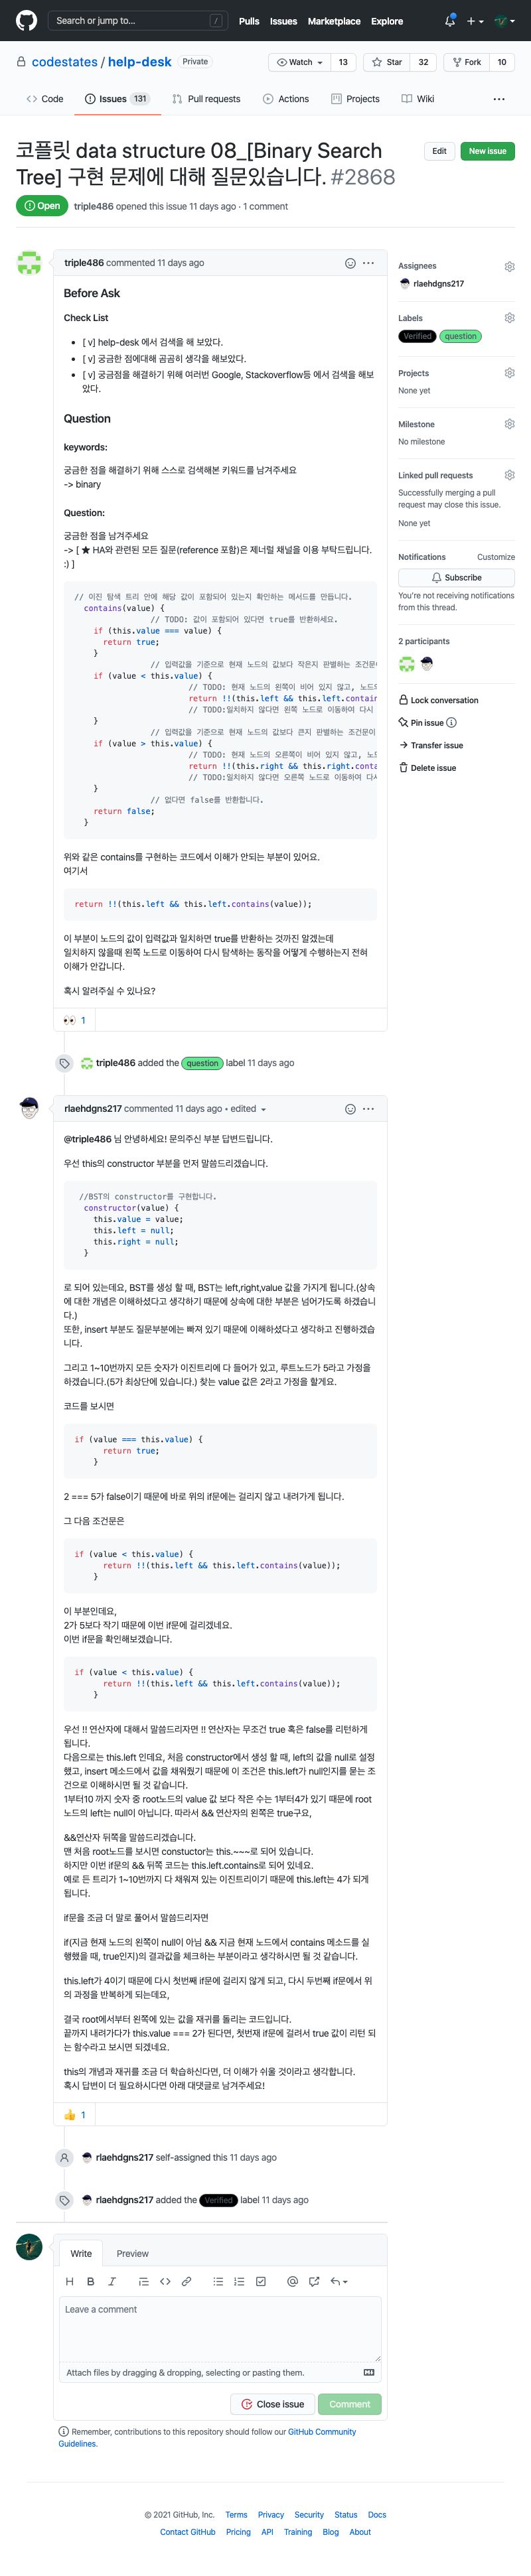 Search or jump to...
/
Pulls Issues Marketplace Explore
codestates / help-desk Private
Watch 13 Star 32 Fork 10
Code Issues 131 Pull requests Actions Projects Wiki
코플릿 data structure 08_[Binary Search
Tree] 구현 문제에 대해 질문있습니다. #2868
Edit New issue
Open triple486 opened this issue 11 days ago · 1 comment
triple486 commented 11 days ago
Before Ask
Check List
[ v] help-desk 에서 검색을 해 보았다.
[ v] 궁금한 점에대해 곰곰히 생각을 해보았다.
[ v] 궁금점을 해결하기 위해 여러번 Google, Stackoverflow등 에서 검색을 해보
았다.
Question
keywords:
궁금한 점을 해결하기 위해 스스로 검색해본 키워드를 남겨주세요
-> binary
Question:
궁금한 점을 남겨주세요
-> [ ★ HA와 관련된 모든 질문(reference 포함)은 제너럴 채널을 이용 부탁드립니다.
:) ]
// 이진 탐색 트리 안에 해당 값이 포함되어 있는지 확인하는 메서드를 만듭니다.
contains(value) {
// TODO: 값이 포함되어 있다면 true를 반환하세요.
if (this.value === value) {
return true;
}
// 입력값을 기준으로 현재 노드의 값보다 작은지 판별하는 조건문이
if (value < this.value) {
// TODO: 현재 노드의 왼쪽이 비어 있지 않고, 노드의
return !!(this.left && this.left.contain
// TODO:일치하지 않다면 왼쪽 노드로 이동하여 다시
}
// 입력값을 기준으로 현재 노드의 값보다 큰지 판별하는 조건문이
if (value > this.value) {
// TODO: 현재 노드의 오른쪽이 비어 있지 않고, 노
return !!(this.right && this.right.conta
// TODO:일치하지 않다면 오른쪽 노드로 이동하여 다시
}
// 없다면 false를 반환합니다.
return false;
}
위와 같은 contains를 구현하는 코드에서 이해가 안되는 부분이 있어요.
여기서
return !!(this.left && this.left.contains(value));
이 부분이 노드의 값이 입력값과 일치하면 true를 반환하는 것까진 알겠는데
일치하지 않을때 왼쪽 노드로 이동하여 다시 탐색하는 동작을 어떻게 수행하는지 전혀
이해가 안갑니다.
혹시 알려주실 수 있나요?
👀 1
triple486 added the question label 11 days ago
rlaehdgns217 commented 11 days ago • edited
@triple486 님 안녕하세요! 문의주신 부분 답변드립니다.
우선 this의 constructor 부분을 먼저 말씀드리겠습니다.
//BST의 constructor를 구현합니다.
constructor(value) {
this.value = value;
this.left = null;
this.right = null;
}
로 되어 있는데요, BST를 생성 할 때, BST는 left,right,value 값을 가지게 됩니다.(상속
에 대한 개념은 이해하셨다고 생각하기 때문에 상속에 대한 부분은 넘어가도록 하겠습니
다.)
또한, insert 부분도 질문부분에는 빠져 있기 때문에 이해하셨다고 생각하고 진행하겠습니
다.
그리고 1~10번까지 모든 숫자가 이진트리에 다 들어가 있고, 루트노드가 5라고 가정을
하겠습니다.(5가 최상단에 있습니다.) 찾는 value 값은 2라고 가정을 할게요.
코드를 보시면
if (value === this.value) {
return true;
}
2 === 5가 false이기 때문에 바로 위의 if문에는 걸리지 않고 내려가게 됩니다.
그 다음 조건문은
if (value < this.value) {
return !!(this.left && this.left.contains(value));
}
이 부분인데요,
2가 5보다 작기 때문에 이번 if문에 걸리겠네요.
이번 if문을 확인해보겠습니다.
if (value < this.value) {
return !!(this.left && this.left.contains(value));
}
우선 !! 연산자에 대해서 말씀드리자면 !! 연산자는 무조건 true 혹은 false를 리턴하게
됩니다.
다음으로는 this.left 인데요, 처음 constructor에서 생성 할 때, left의 값을 null로 설정
했고, insert 메소드에서 값을 채워줬기 때문에 이 조건은 this.left가 null인지를 묻는 조
건으로 이해하시면 될 것 같습니다.
1부터10 까지 숫자 중 root노드의 value 값 보다 작은 수는 1부터4가 있기 때문에 root
노드의 left는 null이 아닙니다. 따라서 && 연산자의 왼쪽은 true구요,
&&연산자 뒤쪽을 말씀드리겠습니다.
맨 처음 root노드를 보시면 constuctor는 this.~~~로 되어 있습니다.
하지만 이번 if문의 && 뒤쪽 코드는 this.left.contains로 되어 있네요.
예로 든 트리가 1~10번까지 다 채워져 있는 이진트리이기 때문에 this.left는 4가 되게
됩니다.
if문을 조금 더 말로 풀어서 말씀드리자면
if(지금 현재 노드의 왼쪽이 null이 아님 && 지금 현재 노드에서 contains 메소드를 실
행했을 때, true인지)의 결과값을 체크하는 부분이라고 생각하시면 될 것 같습니다.
this.left가 4이기 때문에 다시 첫번째 if문에 걸리지 않게 되고, 다시 두번째 if문에서 위
의 과정을 반복하게 되는데요,
결국 root에서부터 왼쪽에 있는 값을 재귀를 돌리는 코드입니다.
끝까지 내려가다가 this.value === 2가 된다면, 첫번재 if문에 걸려서 true 값이 리턴 되
는 함수라고 보시면 되겠네요.
this의 개념과 재귀를 조금 더 학습하신다면, 더 이해가 쉬울 것이라고 생각합니다.
혹시 답변이 더 필요하시다면 아래 대댓글로 남겨주세요!
👍 1
rlaehdgns217 self-assigned this 11 days ago
rlaehdgns217 added the Verified label 11 days ago
Write Preview
Leave a comment
Attach files by dragging & dropping, selecting or pasting them.
Close issue Comment
Remember, contributions to this repository should follow our GitHub Community
Guidelines.
Assignees
rlaehdgns217
Labels
Verified question
Projects
None yet
Milestone
No milestone
Linked pull requests
Successfully merging a pull
request may close this issue.
None yet
Notifications Customize
Subscribe
You're not receiving notifications
from this thread.
2 participants
Lock conversation
Pin issue
Transfer issue
Delete issue
© 2021 GitHub, Inc. Terms Privacy Security Status Docs
Contact GitHub Pricing API Training Blog About